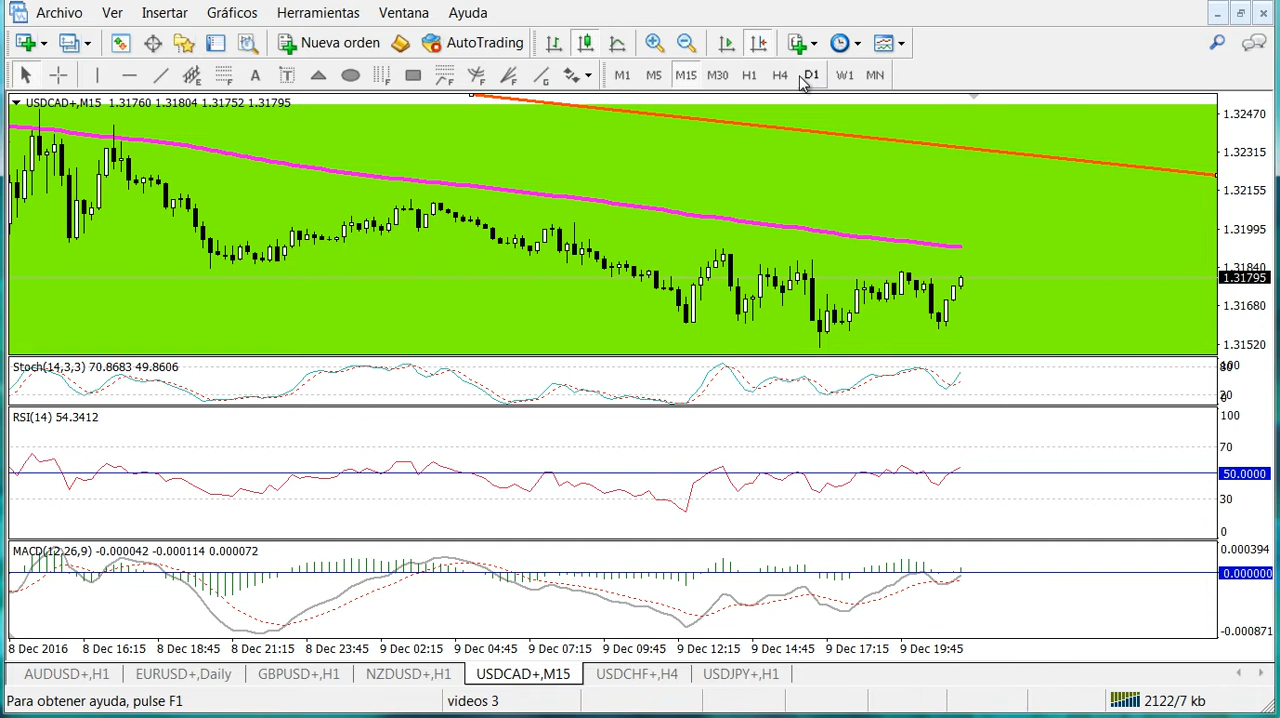 Archivo Ver Insertar Gráficos Herramientas Ventana Ayuda
Nueva orden AutoTrading
A T M1 M5 M15 M30 H1 H4 D1 W1 MN
USDCAD+,M15 1.31760 1.31804 1.31752 1.31795
1.32470
1.32315
1.32155
1.31995
1.31840
1.31795
1.31680
1.31520
Stoch(14,3,3) 70.8683 49.8606
100
80
20
0
RSI(14) 54.3412
100
70
50.0000
30
0
MACD(12,26,9) -0.000042 -0.000114 0.000072
0.000394
0.000000
-0.000871
8 Dec 2016 8 Dec 16:15 8 Dec 18:45 8 Dec 21:15 8 Dec 23:45 9 Dec 02:15 9 Dec 04:45 9 Dec 07:15 9 Dec 09:45 9 Dec 12:15 9 Dec 14:45 9 Dec 17:15 9 Dec 19:45
AUDUSD+,H1 EURUSD+,Daily GBPUSD+,H1 NZDUSD+,H1 USDCAD+,M15 USDCHF+,H4 USDJPY+,H1
Para obtener ayuda, pulse F1 videos 3 2122/7 kb